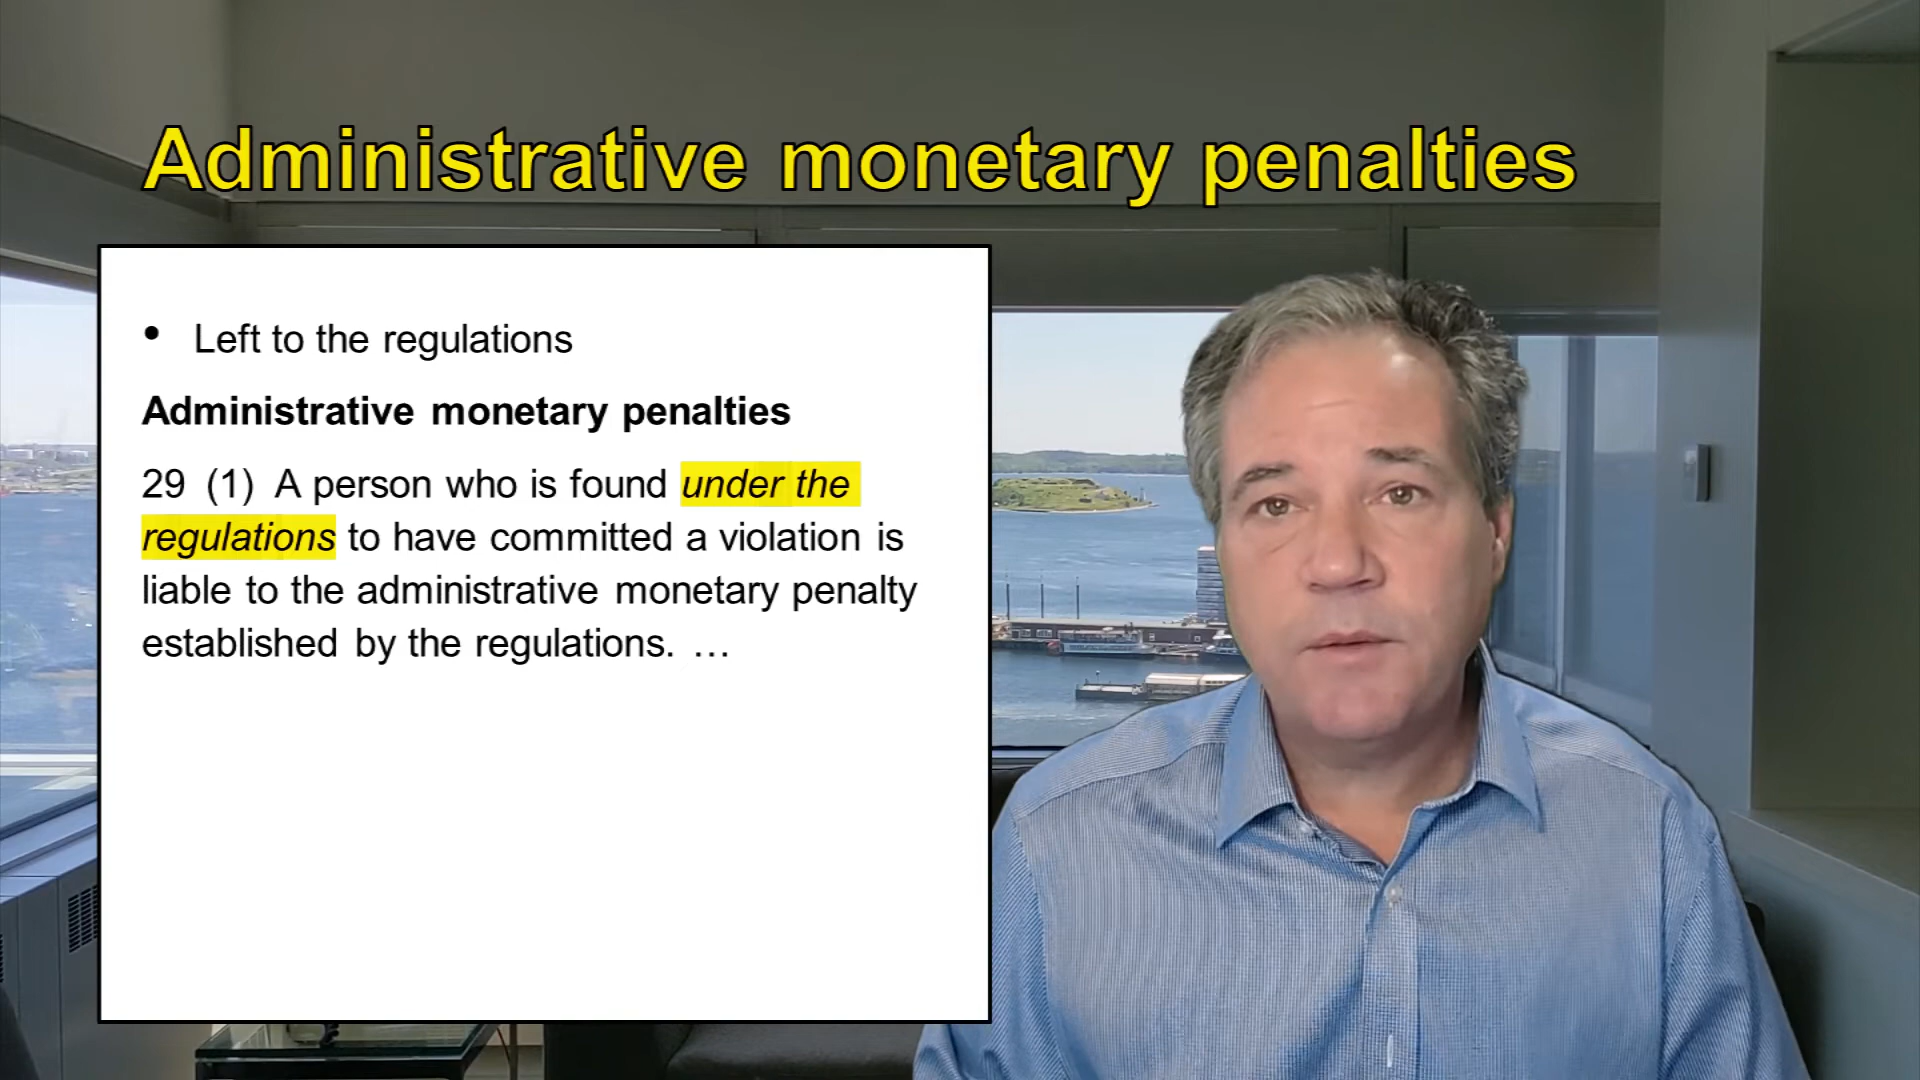 Administrative monetary penalties
• Left to the regulations
Administrative monetary penalties
29 (1) A person who is found under the
regulations to have committed a violation is
liable to the administrative monetary penalty
established by the regulations. …